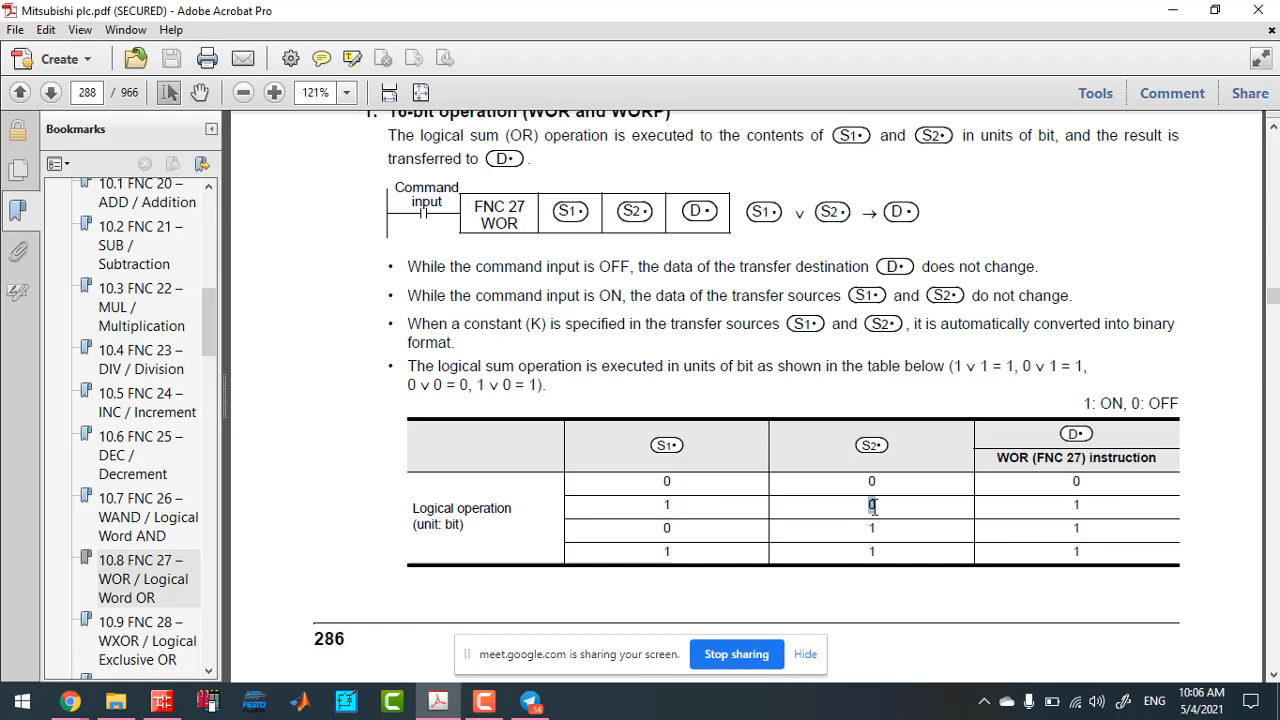 Mitsubishi plc.pdf (SECURED) - Adobe Acrobat Pro
File Edit View Window Help
Create
288 / 966
121%
Tools Comment Share
Bookmarks
10.1 FNC 20 –
ADD / Addition
10.2 FNC 21 –
SUB /
Subtraction
10.3 FNC 22 –
MUL /
Multiplication
10.4 FNC 23 –
DIV / Division
10.5 FNC 24 –
INC / Increment
10.6 FNC 25 –
DEC /
Decrement
10.7 FNC 26 –
WAND / Logical
Word AND
10.8 FNC 27 –
WOR / Logical
Word OR
10.9 FNC 28 –
WXOR / Logical
Exclusive OR
1. 16-bit operation (WOR and WORP)
The logical sum (OR) operation is executed to the contents of S1• and S2• in units of bit, and the result is
transferred to D• .
Command
input
FNC 27
WOR
S1• S2• D• S1• ∨ S2• → D•
• While the command input is OFF, the data of the transfer destination D• does not change.
• While the command input is ON, the data of the transfer sources S1• and S2• do not change.
• When a constant (K) is specified in the transfer sources S1• and S2• , it is automatically converted into binary
format.
• The logical sum operation is executed in units of bit as shown in the table below (1 ∨ 1 = 1, 0 ∨ 1 = 1,
0 ∨ 0 = 0, 1 ∨ 0 = 1).
1: ON, 0: OFF
S1• S2• D•
WOR (FNC 27) instruction
Logical operation
(unit: bit)
0 0 0
1 0 1
0 1 1
1 1 1
286
meet.google.com is sharing your screen. Stop sharing Hide
56
ENG
10:06 AM
5/4/2021